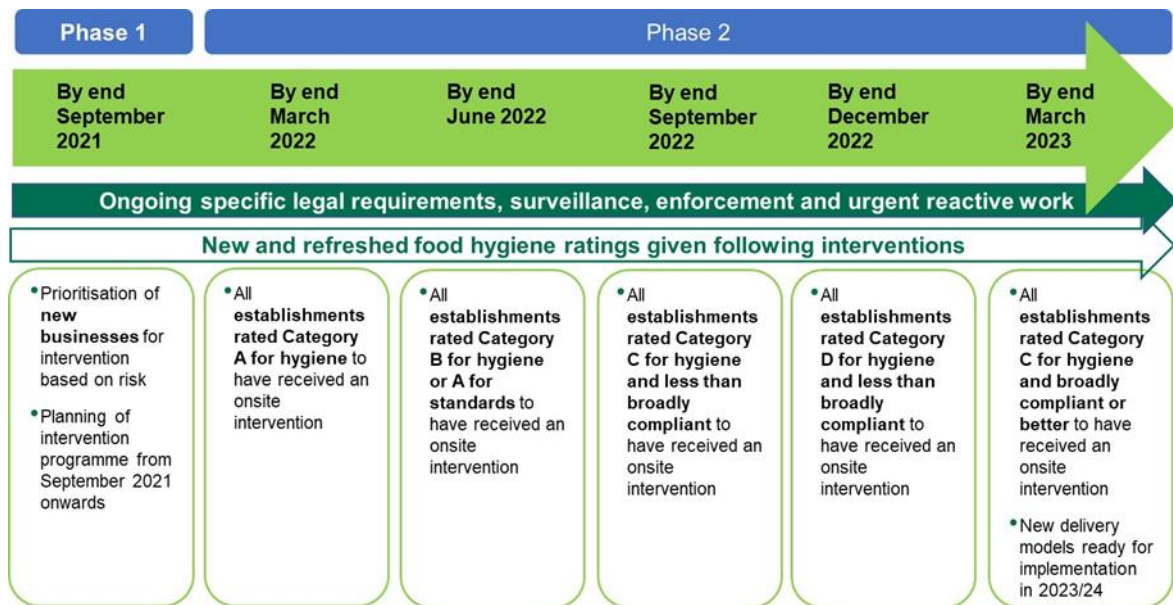 Phase 1
Phase 2
By end
September
2021
By end
March
2022
By end
June 2022
By end
September
2022
By end
December
2022
By end
March
2023
Ongoing specific legal requirements, surveillance, enforcement and urgent reactive work
New and refreshed food hygiene ratings given following interventions
•Prioritisation of
new
businesses for
intervention
based on risk
•Planning of
intervention
programme from
September 2021
onwards
•All
establishments
rated Category
A for hygiene to
have received an
onsite
intervention
•All
establishments
rated Category
B for hygiene
or A for
standards to
have received an
onsite
intervention
•All
establishments
rated Category
C for hygiene
and less than
broadly
compliant to
have received an
onsite
intervention
•All
establishments
rated Category
D for hygiene
and less than
broadly
compliant to
have received an
onsite
intervention
•All
establishments
rated Category
C for hygiene
and broadly
compliant or
better to have
received an
onsite
intervention
•New delivery
models ready for
implementation
in 2023/24